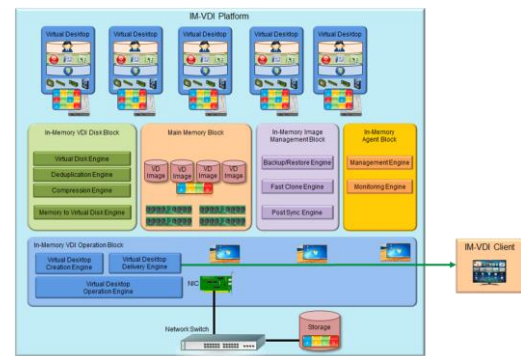 IM-VDI Platform
Virtual Desktop
Virtual Desktop
Virtual Desktop
Virtual Desktop
Virtual Desktop
In-Memory VDI Disk Block
Virtual Disk Engine
Deduplication Engine
Compression Engine
Memory to Virtual Disk Engine
Main Memory Block
VD
Image
VD
Image
VD
Image
VD
Image
In-Memory Image
Management Block
Backup/Restore Engine
Fast Clone Engine
Post Sync Engine
In-Memory
Agent Block
Management Engine
Monitoring Engine
In-Memory VDI Operation Block
Virtual Desktop
Creation Engine
Virtual Desktop
Delivery Engine
Virtual Desktop
Operation Engine
NIC
IM-VDI Client
Network Switch
Storage